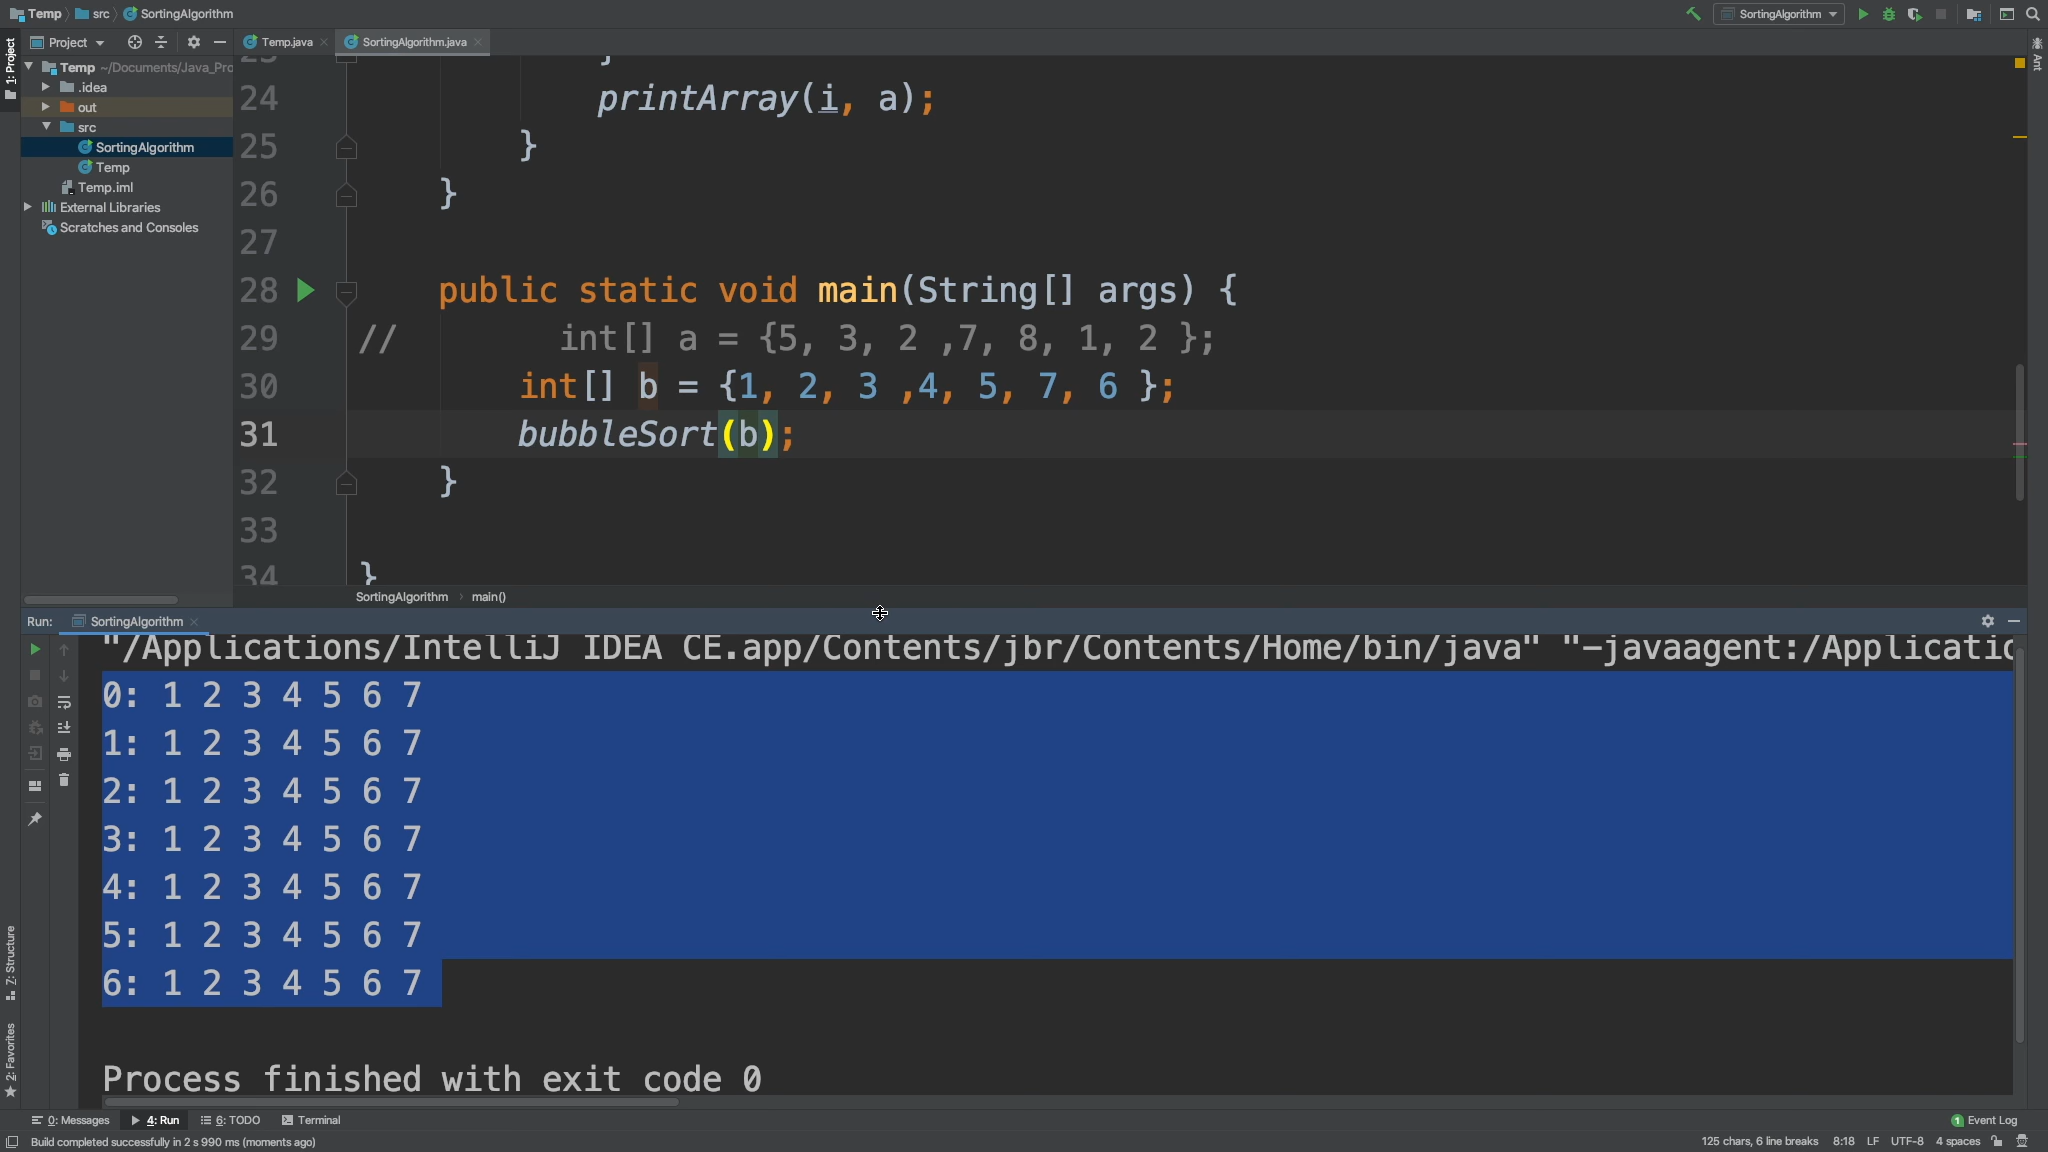 Temp src SortingAlgorithm SortingAlgorithm
1: Project Project Temp.java SortingAlgorithm.java Ant
Temp ~/Documents/Java_Pro
.idea
out
src
SortingAlgorithm
Temp
Temp.iml
External Libraries
Scratches and Consoles
24 printArray(i, a);
25 }
26 }
27
28 public static void main(String[] args) {
29 // int[] a = {5, 3, 2 ,7, 8, 1, 2 };
30 int[] b = {1, 2, 3 ,4, 5, 7, 6 };
31 bubbleSort(b);
32 }
33
34 }
SortingAlgorithm main()
Run: SortingAlgorithm
"/Applications/IntelliJ IDEA CE.app/Contents/jbr/Contents/Home/bin/java" "-javaagent:/Applicatio
0: 1 2 3 4 5 6 7
1: 1 2 3 4 5 6 7
2: 1 2 3 4 5 6 7
3: 1 2 3 4 5 6 7
4: 1 2 3 4 5 6 7
5: 1 2 3 4 5 6 7
6: 1 2 3 4 5 6 7
Process finished with exit code 0
Z: Structure
2: Favorites
0: Messages 4: Run 6: TODO Terminal 1 Event Log
Build completed successfully in 2 s 990 ms (moments ago) 125 chars, 6 line breaks 8:18 LF UTF-8 4 spaces